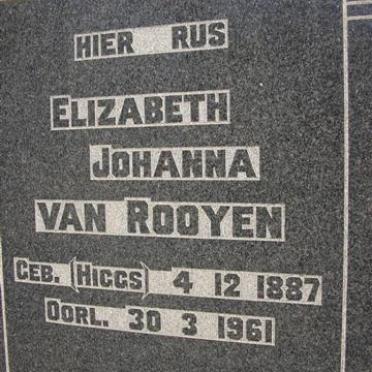 HIER RUS
ELIZABETH
JOHANNA
VAN ROOYEN
GEB. (HIGGS) 4 12 1887
OORL. 30 3 1961